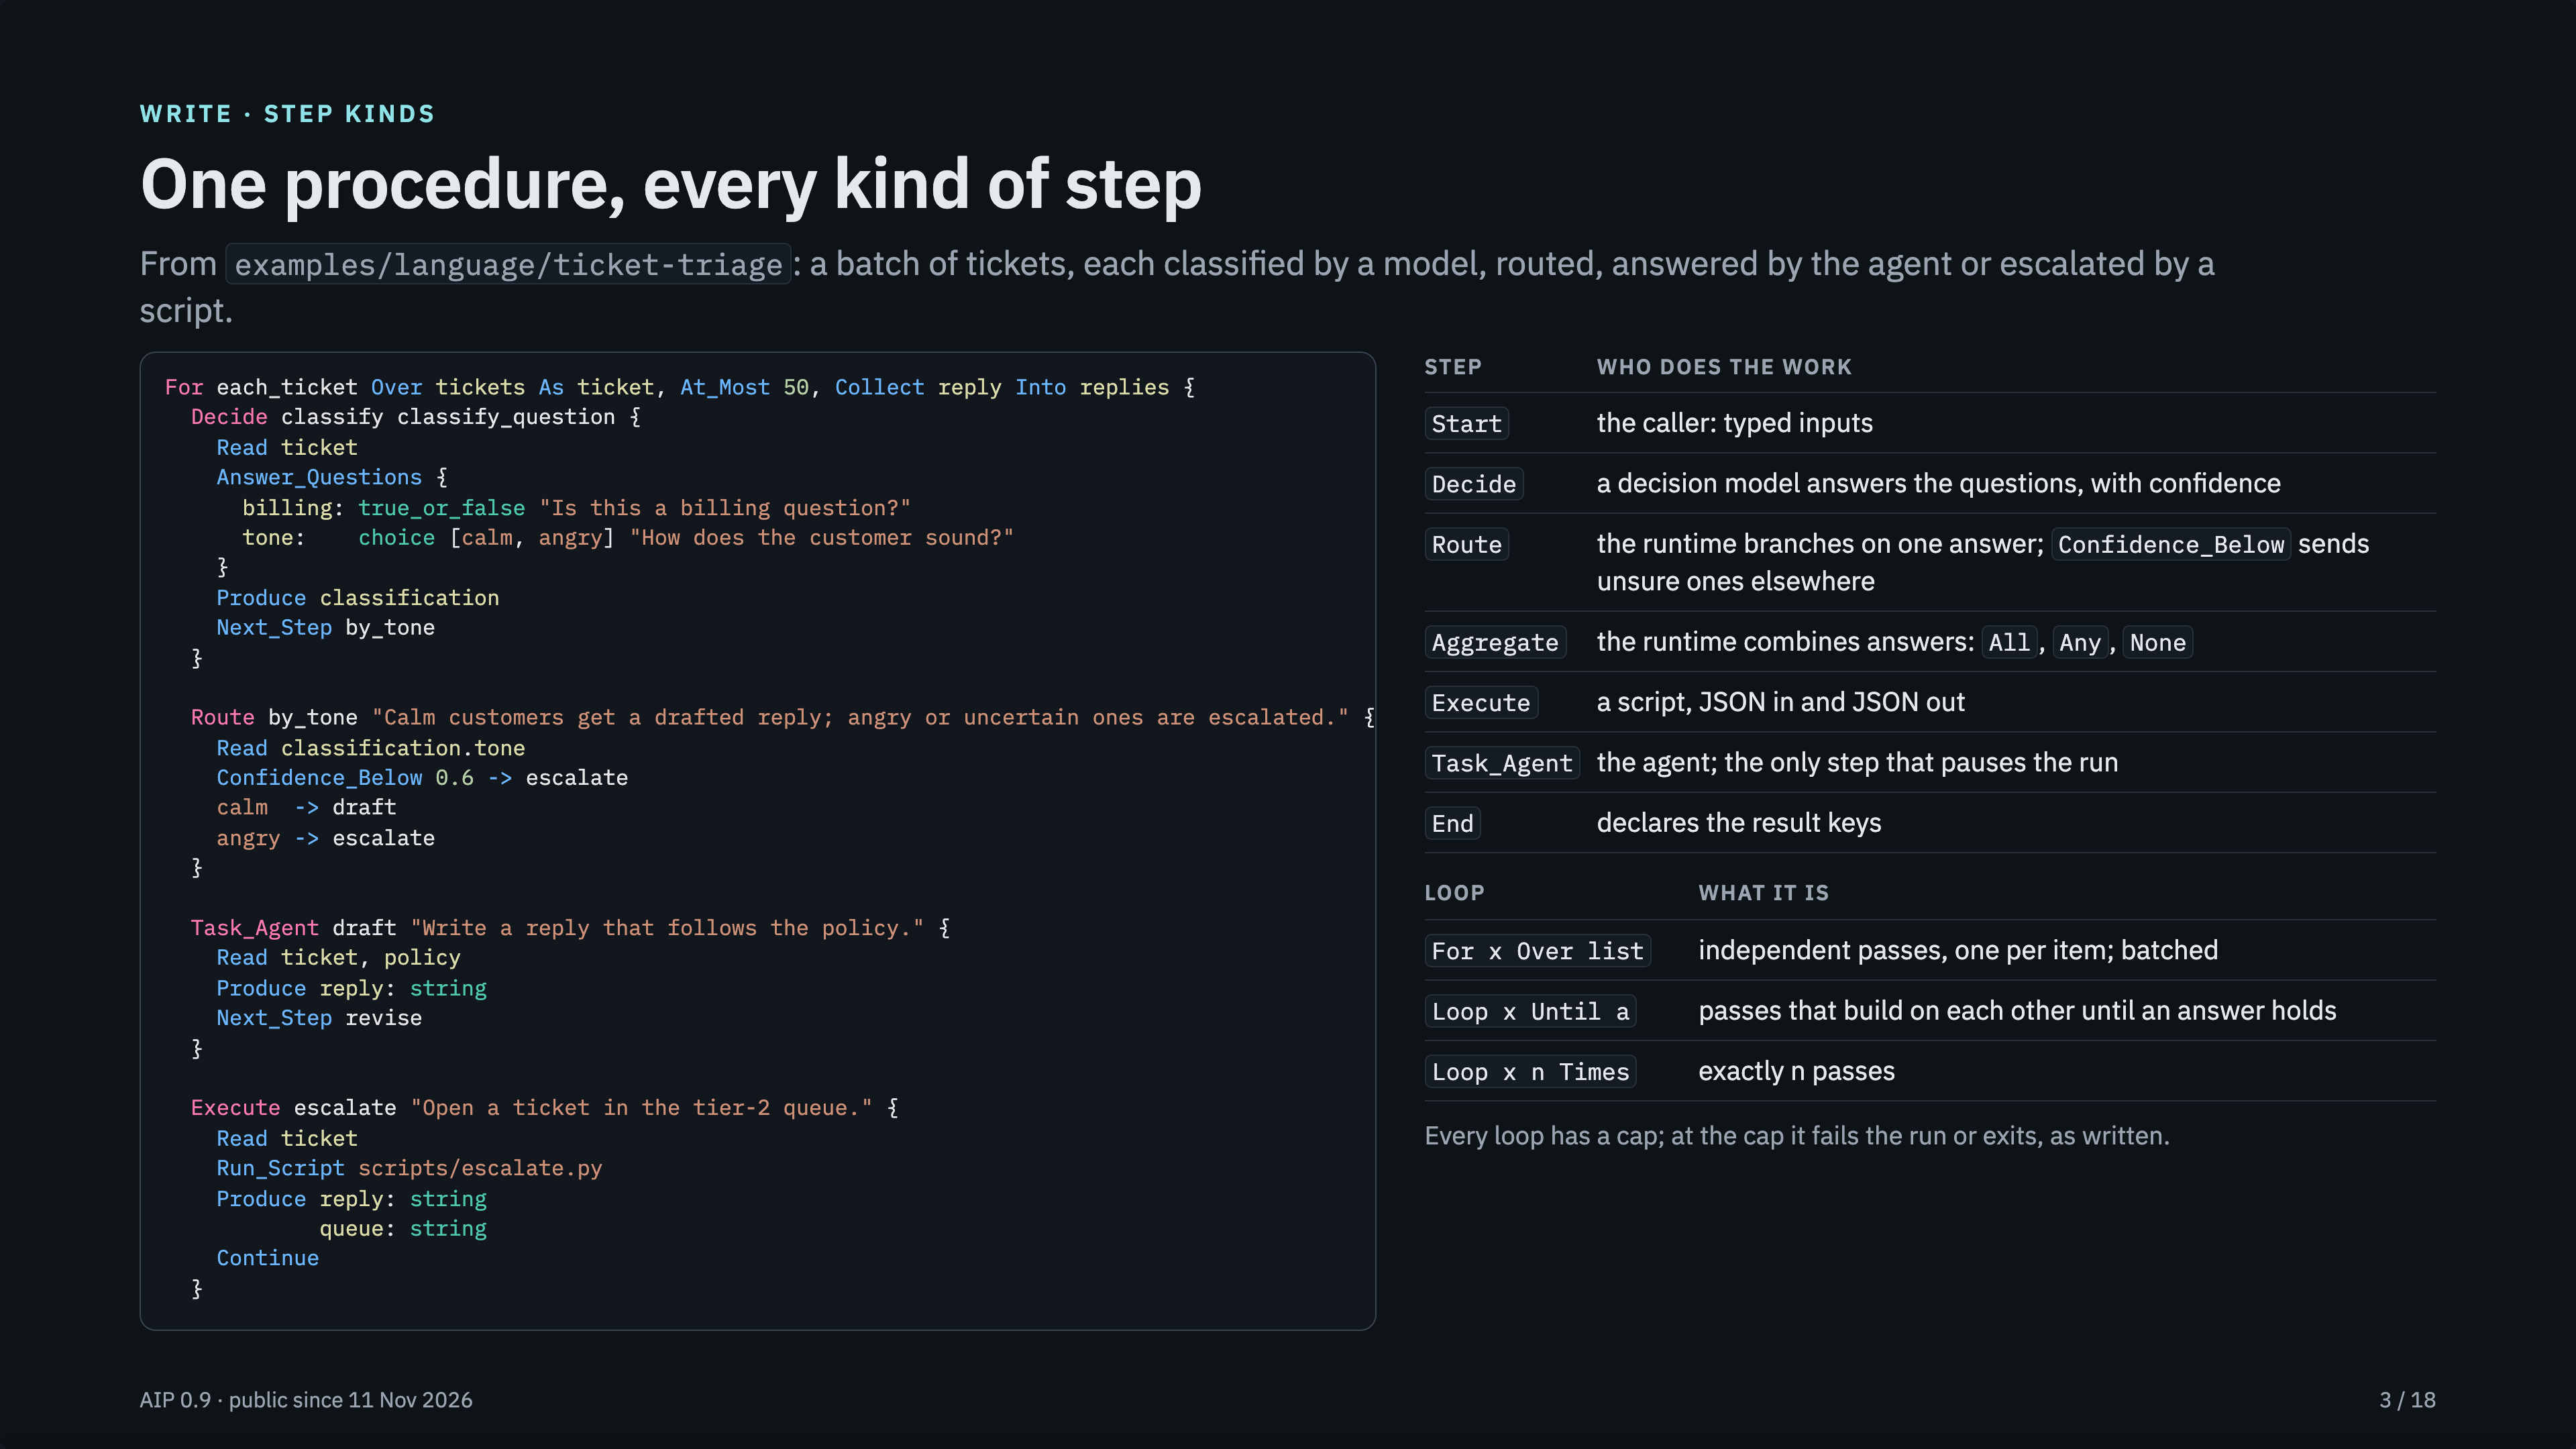 WRITE · STEP KINDS
One procedure, every kind of step
From examples/language/ticket-triage: a batch of tickets, each classified by a model, routed, answered by the agent or escalated by a
script.
For each_ticket Over tickets As ticket, At_Most 50, Collect reply Into replies {
  Decide classify classify_question {
    Read ticket
    Answer_Questions {
      billing: true_or_false "Is this a billing question?"
      tone:    choice [calm, angry] "How does the customer sound?"
    }
    Produce classification
    Next_Step by_tone
  }
  Route by_tone "Calm customers get a drafted reply; angry or uncertain ones are escalated." {
    Read classification.tone
    Confidence_Below 0.6 -> escalate
    calm  -> draft
    angry -> escalate
  }
  Task_Agent draft "Write a reply that follows the policy." {
    Read ticket, policy
    Produce reply: string
    Next_Step revise
  }
  Execute escalate "Open a ticket in the tier-2 queue." {
    Read ticket
    Run_Script scripts/escalate.py
    Produce reply: string
            queue: string
    Continue
  }
STEP WHO DOES THE WORK
Start the caller: typed inputs
Decide a decision model answers the questions, with confidence
Route the runtime branches on one answer; Confidence_Below sends
unsure ones elsewhere
Aggregate the runtime combines answers: All, Any, None
Execute a script, JSON in and JSON out
Task_Agent the agent; the only step that pauses the run
End declares the result keys
LOOP WHAT IT IS
For x Over list independent passes, one per item; batched
Loop x Until a passes that build on each other until an answer holds
Loop x n Times exactly n passes
Every loop has a cap; at the cap it fails the run or exits, as written.
AIP 0.9 · public since 11 Nov 2026
3 / 18